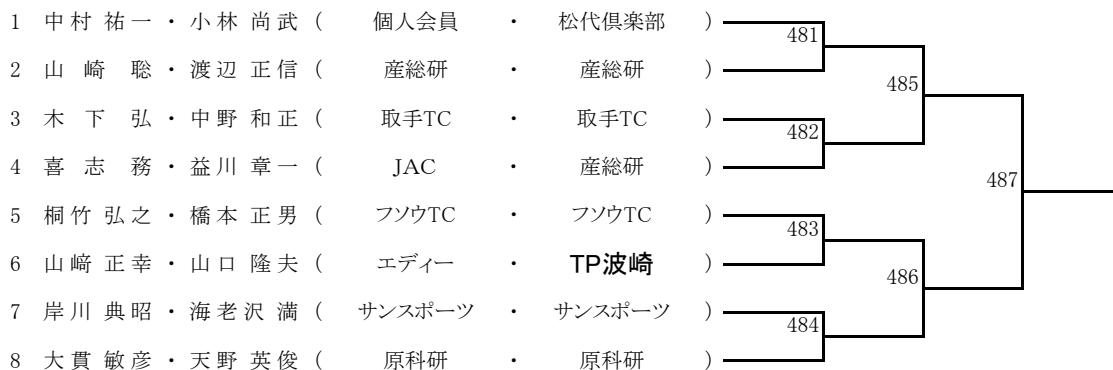 1 中村 祐一・小林 尚武 ( 個人会員 ・ 松代倶楽部 )
481
2 山崎 聡・渡辺 正信 ( 産総研 ・ 産総研 )
485
3 木下 弘・中野 和正 ( 取手TC ・ 取手TC )
482
4 喜志 務・益川 章一 ( JAC ・ 産総研 )
487
5 桐竹 弘之・橋本 正男 ( フソウTC ・ フソウTC )
483
6 山﨑 正幸・山口 隆夫 ( エディー ・ TP波崎 )
486
7 岸川 典昭・海老沢 満 ( サンスポーツ ・ サンスポーツ )
484
8 大貫 敏彦・天野 英俊 ( 原科研 ・ 原科研 )